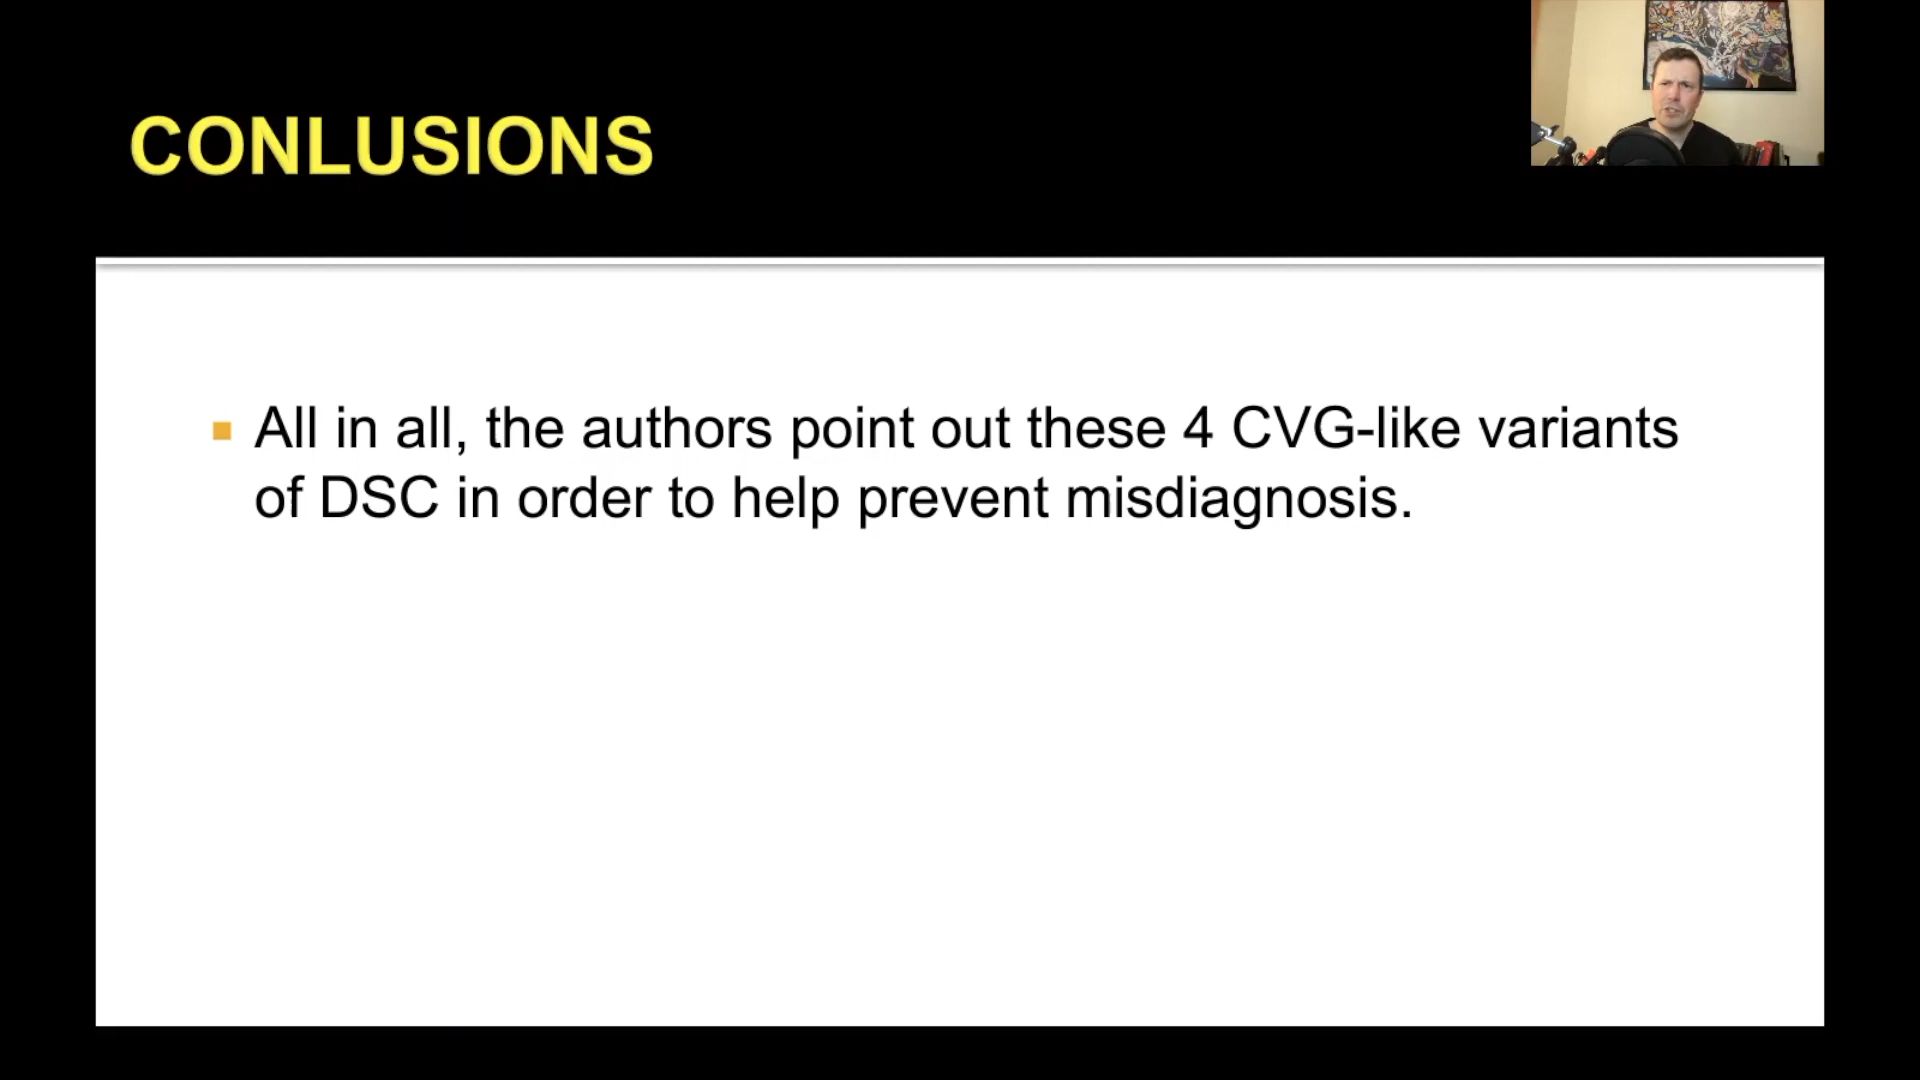 CONLUSIONS
All in all, the authors point out these 4 CVG-like variants
of DSC in order to help prevent misdiagnosis.